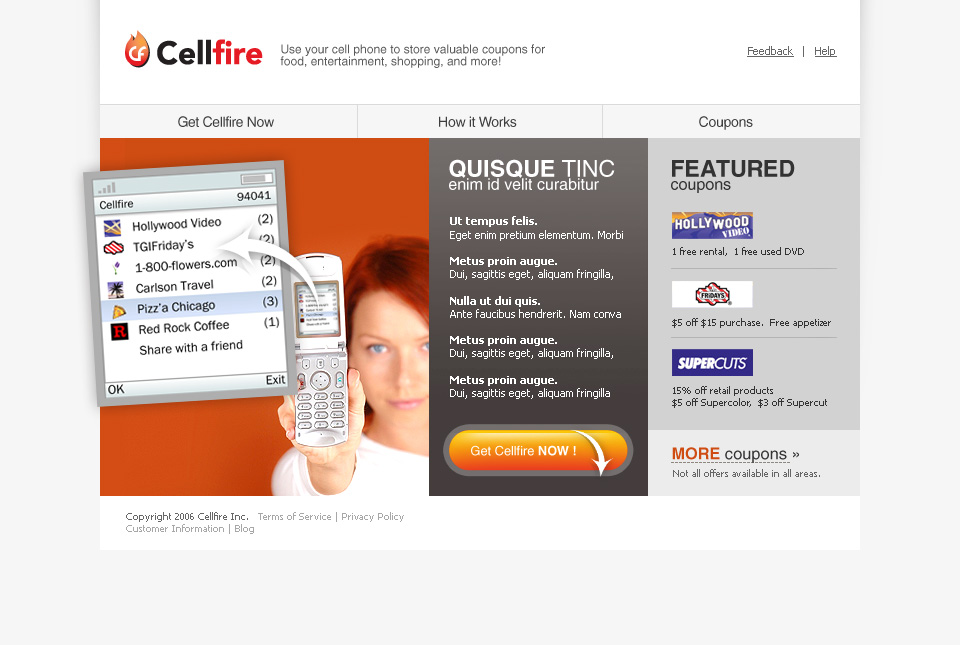 CF Cellfire
Use your cell phone to store valuable coupons for
food, entertainment, shopping, and more!
Feedback | Help
Get Cellfire Now
How it Works
Coupons
Cellfire 94041
Hollywood Video (2)
TGIFriday's (2)
1-800-flowers.com (2)
Carlson Travel (2)
Pizz'a Chicago (3)
R Red Rock Coffee (1)
Share with a friend
OK Exit
QUISQUE TINC
enim id velit curabitur
Ut tempus felis.
Eget enim pretium elementum. Morbi
Metus proin augue.
Dui, sagittis eget, aliquam fringilla,
Nulla ut dui quis.
Ante faucibus hendrerit. Nam conva
Metus proin augue.
Dui, sagittis eget, aliquam fringilla,
Metus proin augue.
Dui, sagittis eget, aliquam fringilla
Get Cellfire NOW !
FEATURED
coupons
HOLLYWOOD
VIDEO
1 free rental, 1 free used DVD
FRIDAY'S
$5 off $15 purchase. Free appetizer
SUPERCUTS
15% off retail products
$5 off Supercolor, $3 off Supercut
MORE coupons »
Not all offers available in all areas.
Copyright 2006 Cellfire Inc. Terms of Service | Privacy Policy
Customer Information | Blog